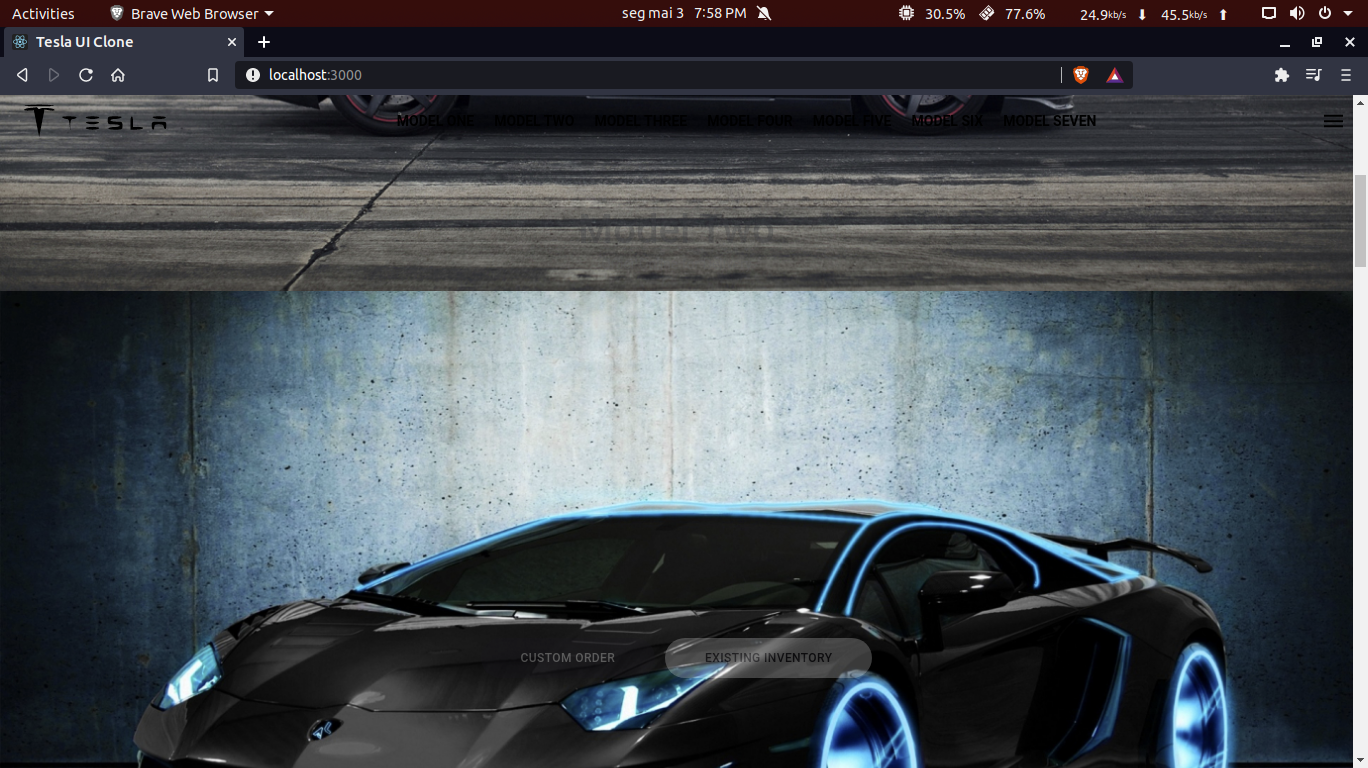 Activities Brave Web Browser seg mai 3 7:58 PM 30.5% 77.6% 24.9kb/s 45.5kb/s
Tesla UI Clone
localhost:3000
TESLA MODEL ONE MODEL TWO MODEL THREE MODEL FOUR MODEL FIVE MODEL SIX MODEL SEVEN
Model Two
CUSTOM ORDER EXISTING INVENTORY